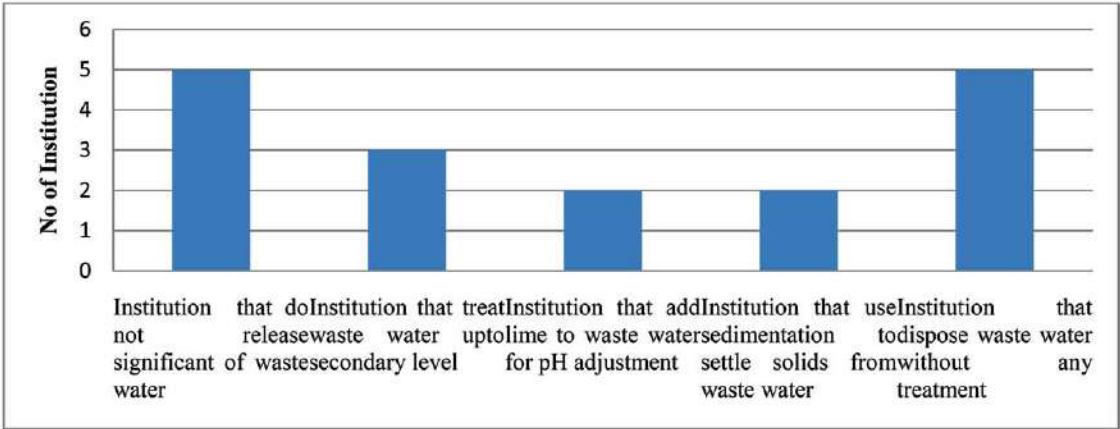 No of Institution
6
5
4
3
2
1
0
Institution that do
not release
significant of waste
water
Institution that treat
waste water upto
secondary level
Institution that add
lime to waste water
for pH adjustment
Institution that use
sedimentation to
settle solids from
waste water
Institution that
dispose waste water
without any
treatment